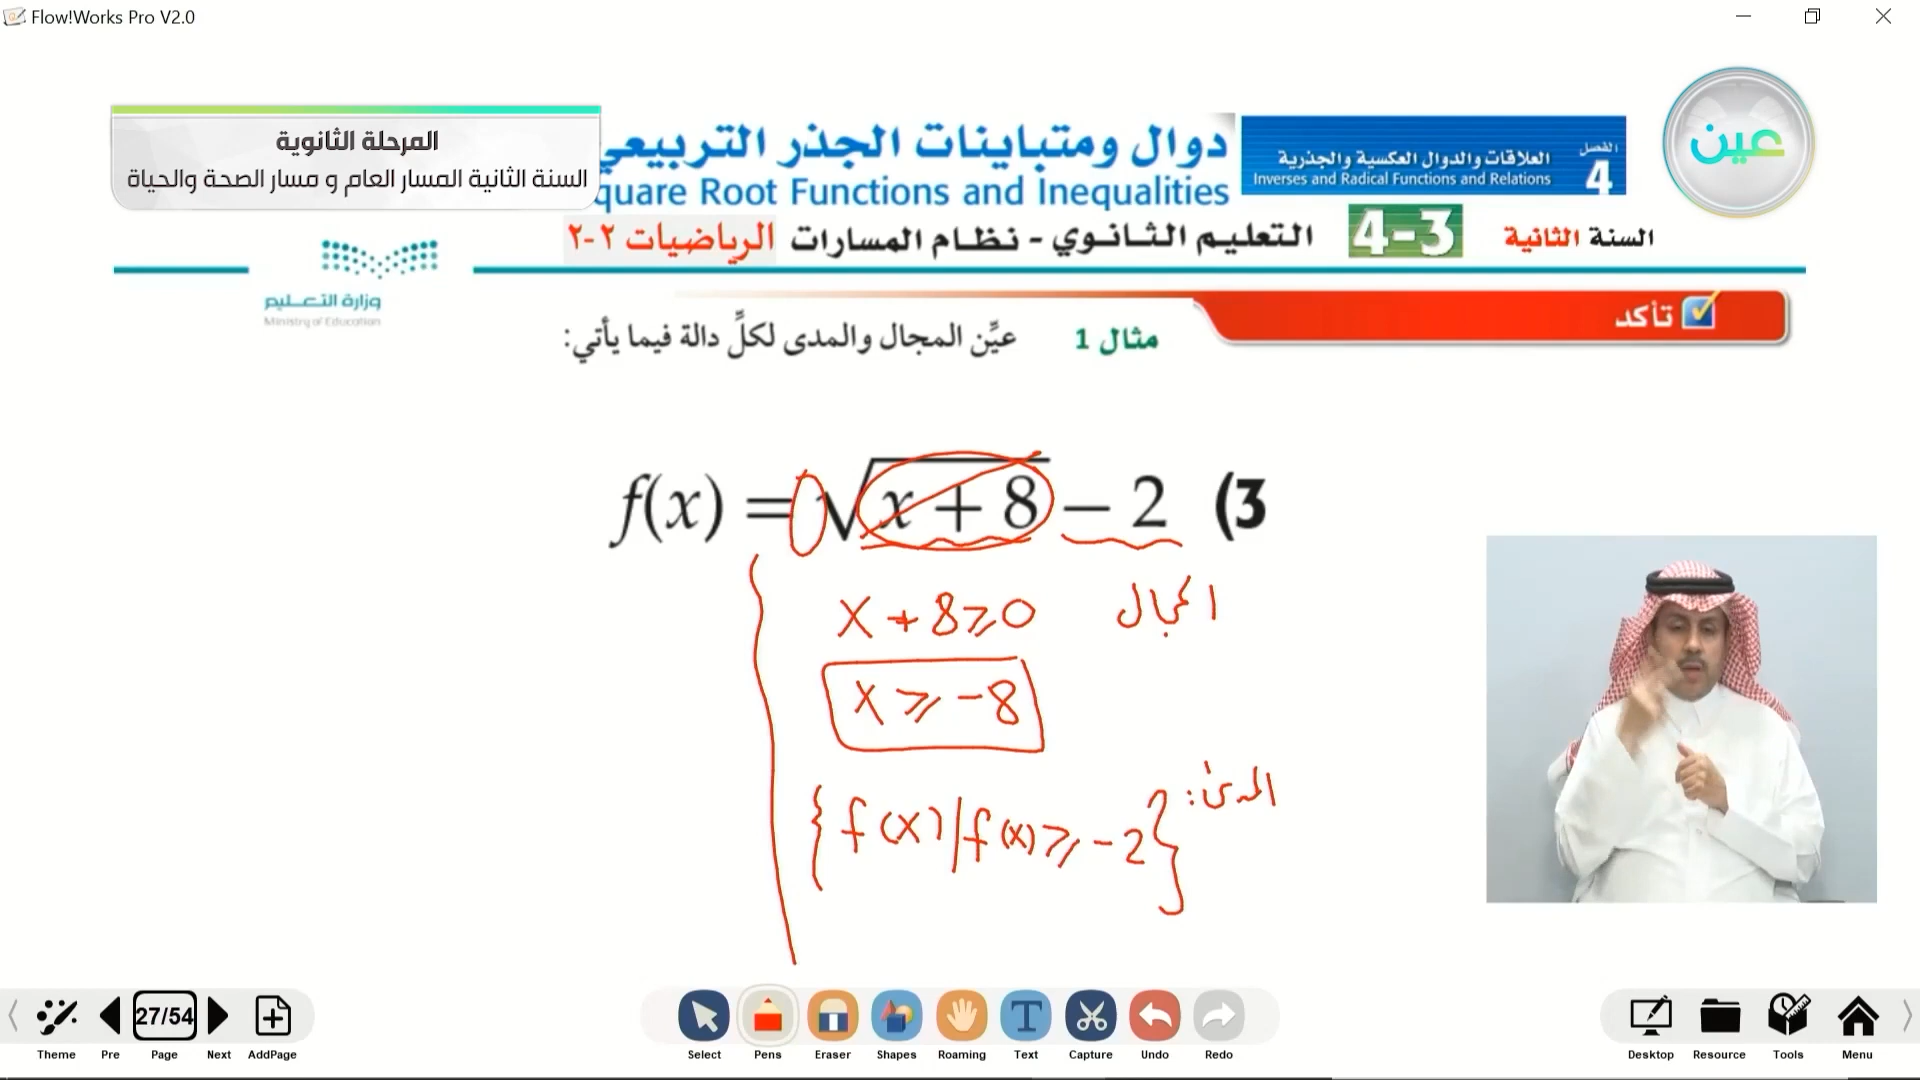 Flow!Works Pro V2.0
المرحلة الثانوية
السنة الثانية المسار العام و مسار الصحة والحياة
دوال ومتباينات الجذر التربيعي
quare Root Functions and Inequalities
الفصل 4
العلاقات والدوال العكسية والجذرية
Inverses and Radical Functions and Relations
عين
السنة الثانية
4-3
التعليم الثانوي - نظام المسارات الرياضيات ٢-٢
وزارة التعليم
Ministry of Education
تأكد
مثال 1 عيِّن المجال والمدى لكلِّ دالة فيما يأتي:
(3 f(x) = √x + 8 − 2
المجال x + 8 ≥ 0
x ≥ -8
المدى: {f(x) | f(x) ≥ -2}
27/54
Theme Pre Page Next AddPage
Select Pens Eraser Shapes Roaming Text Capture Undo Redo
Desktop Resource Tools Menu